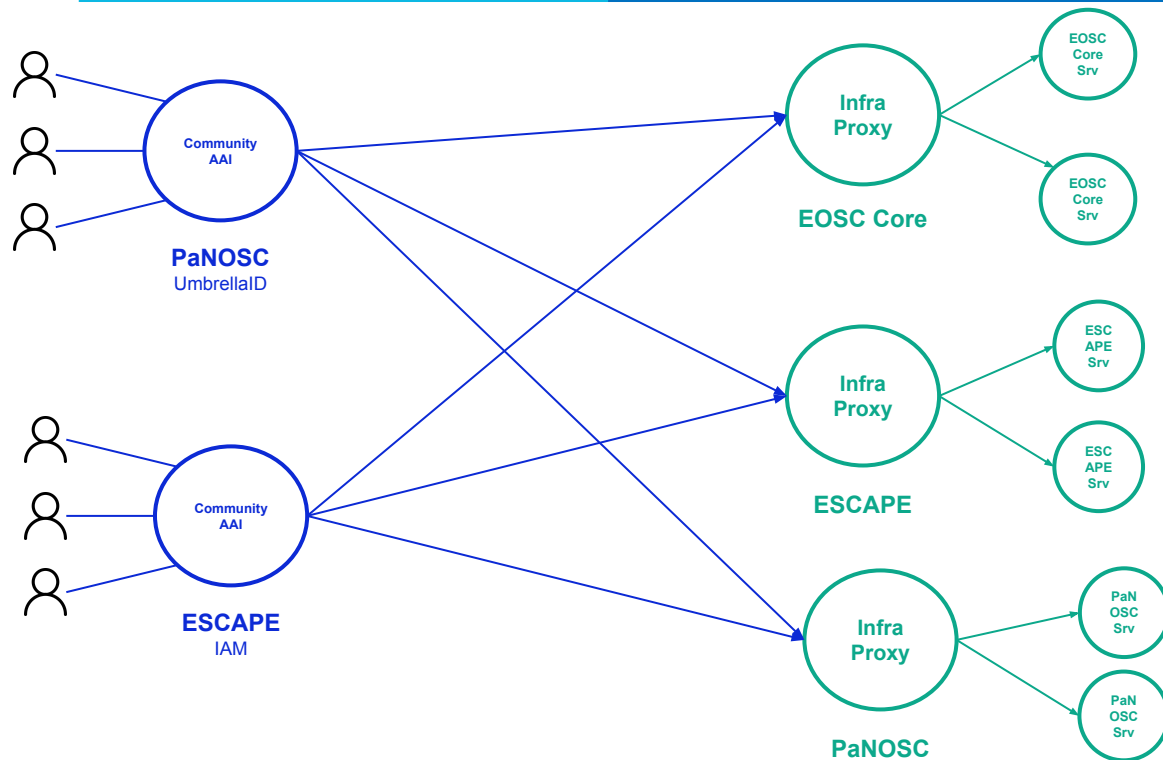 Community
AAI
PaNOSC
UmbrellaID
Community
AAI
ESCAPE
IAM
Infra
Proxy
EOSC Core
EOSC
Core
Srv
EOSC
Core
Srv
Infra
Proxy
ESCAPE
ESC
APE
Srv
ESC
APE
Srv
Infra
Proxy
PaNOSC
PaN
OSC
Srv
PaN
OSC
Srv